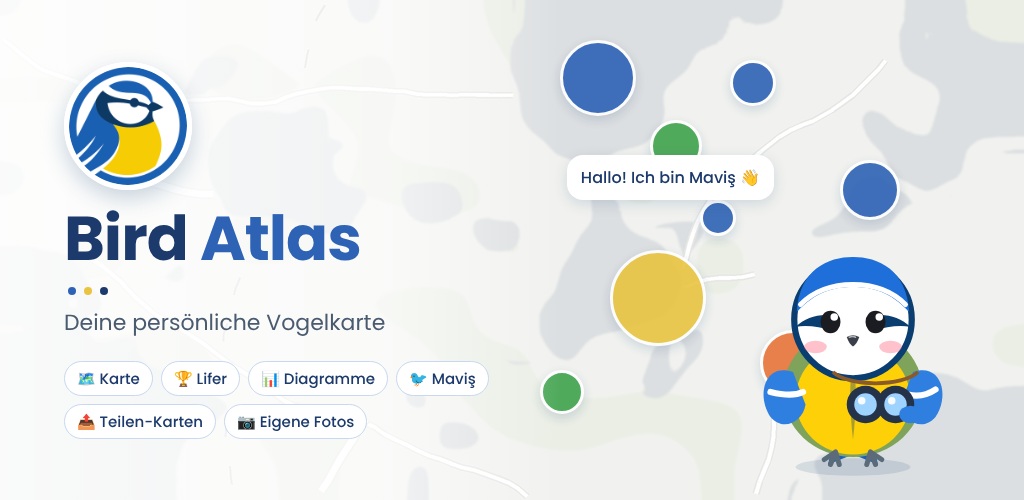 Bird Atlas
Deine persönliche Vogelkarte
Karte
Lifer
Diagramme
Maviş
Teilen-Karten
Eigene Fotos
Hallo! Ich bin Maviş 👋